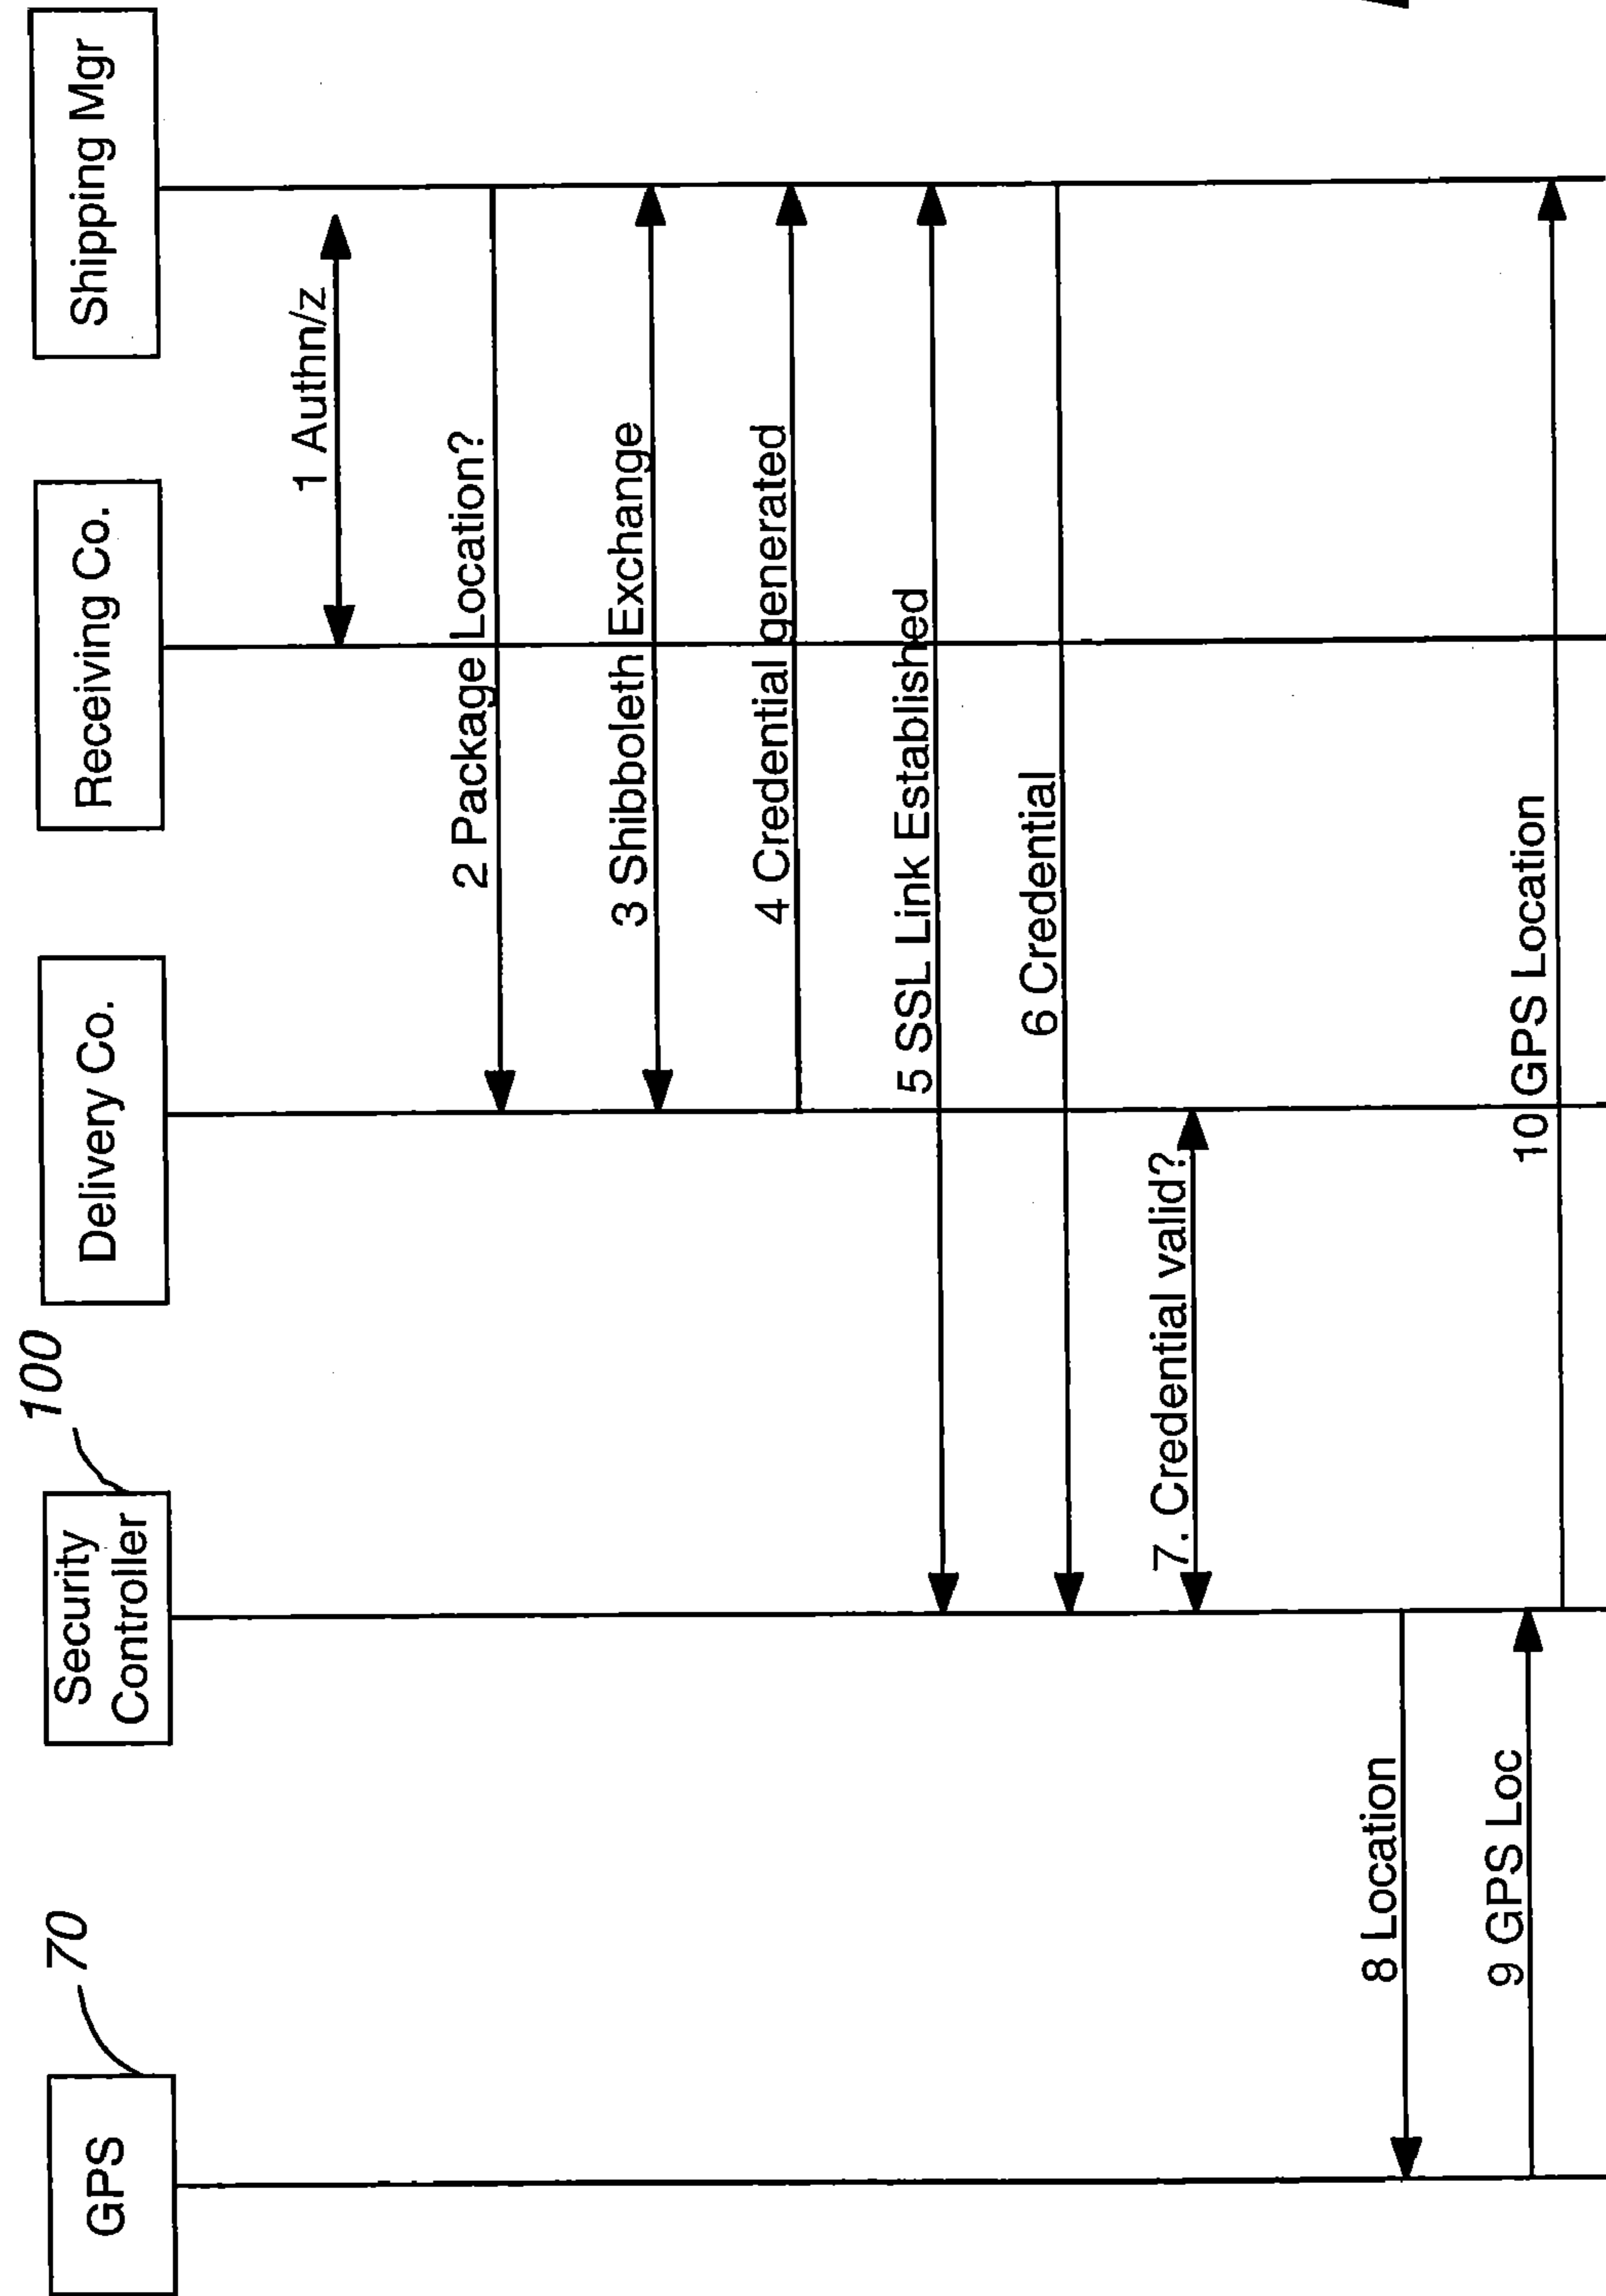 GPS
70
Security
Controller
100
Delivery Co.
Receiving Co.
Shipping Mgr
1 Authn/z
2 Package Location?
3 Shibboleth Exchange
4 Credential generated
5 SSL Link Established
6 Credential
7. Credential valid?
8 Location
9 GPS Loc
10 GPS Location